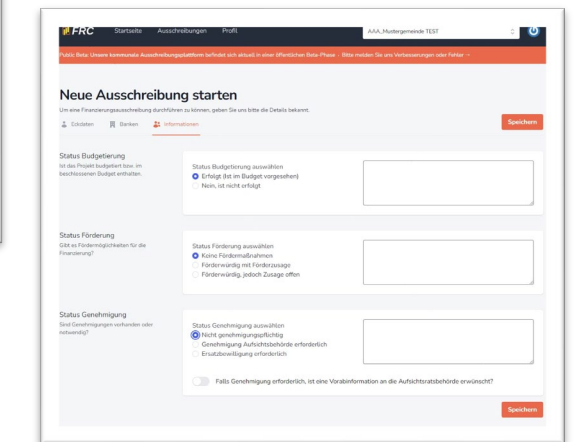 FRC Startseite Ausschreibungen Profil AAA_Mustergemeinde TEST
Public Beta: Unsere kommunale Ausschreibungsplattform befindet sich aktuell in einer öffentlichen Beta-Phase - Bitte melden Sie uns Verbesserungen oder Fehler →
Neue Ausschreibung starten
Um eine Finanzierungsausschreibung durchführen zu können, geben Sie uns bitte die Details bekannt.
Eckdaten Banken Informationen
Speichern
Status Budgetierung
Ist das Projekt budgetiert bzw. im
beschlossenen Budget enthalten.
Status Budgetierung auswählen
Erfolgt (Ist im Budget vorgesehen)
Nein, ist nicht erfolgt
Status Förderung
Gibt es Fördermöglichkeiten für die
Finanzierung?
Status Förderung auswählen
Keine Fördermaßnahmen
Förderwürdig mit Förderzusage
Förderwürdig, jedoch Zusage offen
Status Genehmigung
Sind Genehmigungen vorhanden oder
notwendig?
Status Genehmigung auswählen
Nicht genehmigungspflichtig
Genehmigung Aufsichtsbehörde erforderlich
Ersatzbewilligung erforderlich
Falls Genehmigung erforderlich, ist eine Vorabinformation an die Aufsichtsratsbehörde erwünscht?
Speichern